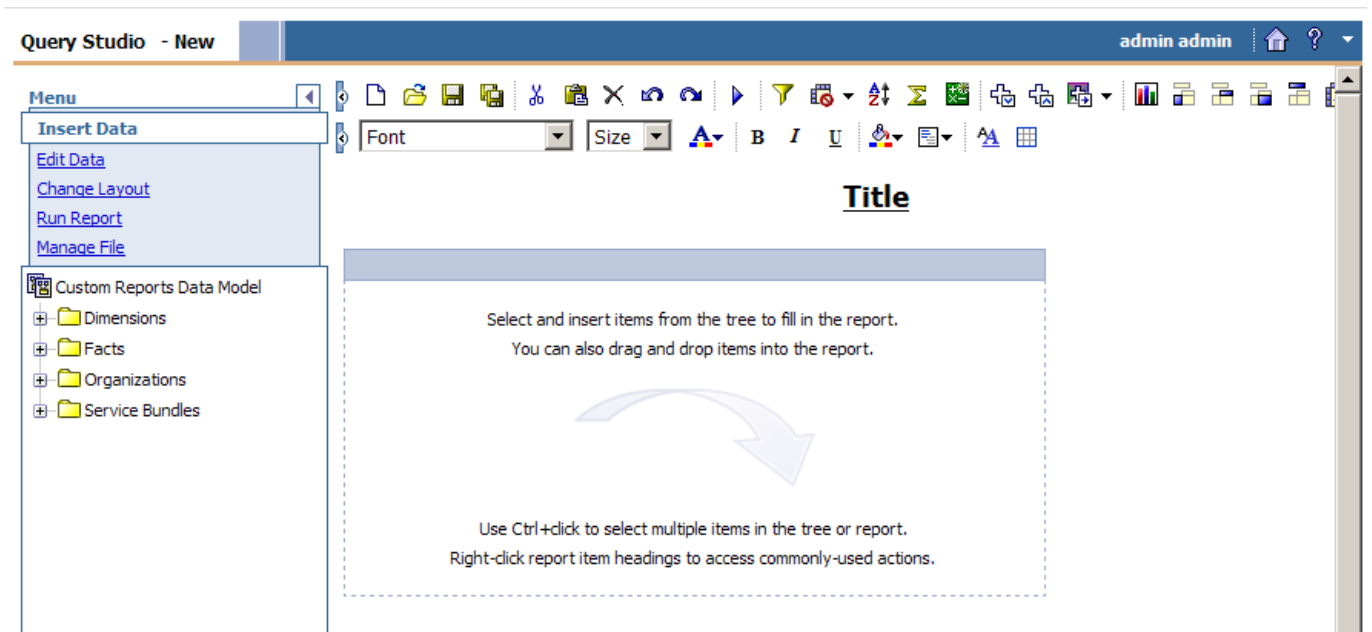 Query Studio - New
admin admin
?
Menu
Insert Data
Edit Data
Change Layout
Run Report
Manage File
Custom Reports Data Model
Dimensions
Facts
Organizations
Service Bundles
Font
Size
A
B
I
U
AA
Title
Select and insert items from the tree to fill in the report.
You can also drag and drop items into the report.
Use Ctrl+click to select multiple items in the tree or report.
Right-click report item headings to access commonly-used actions.